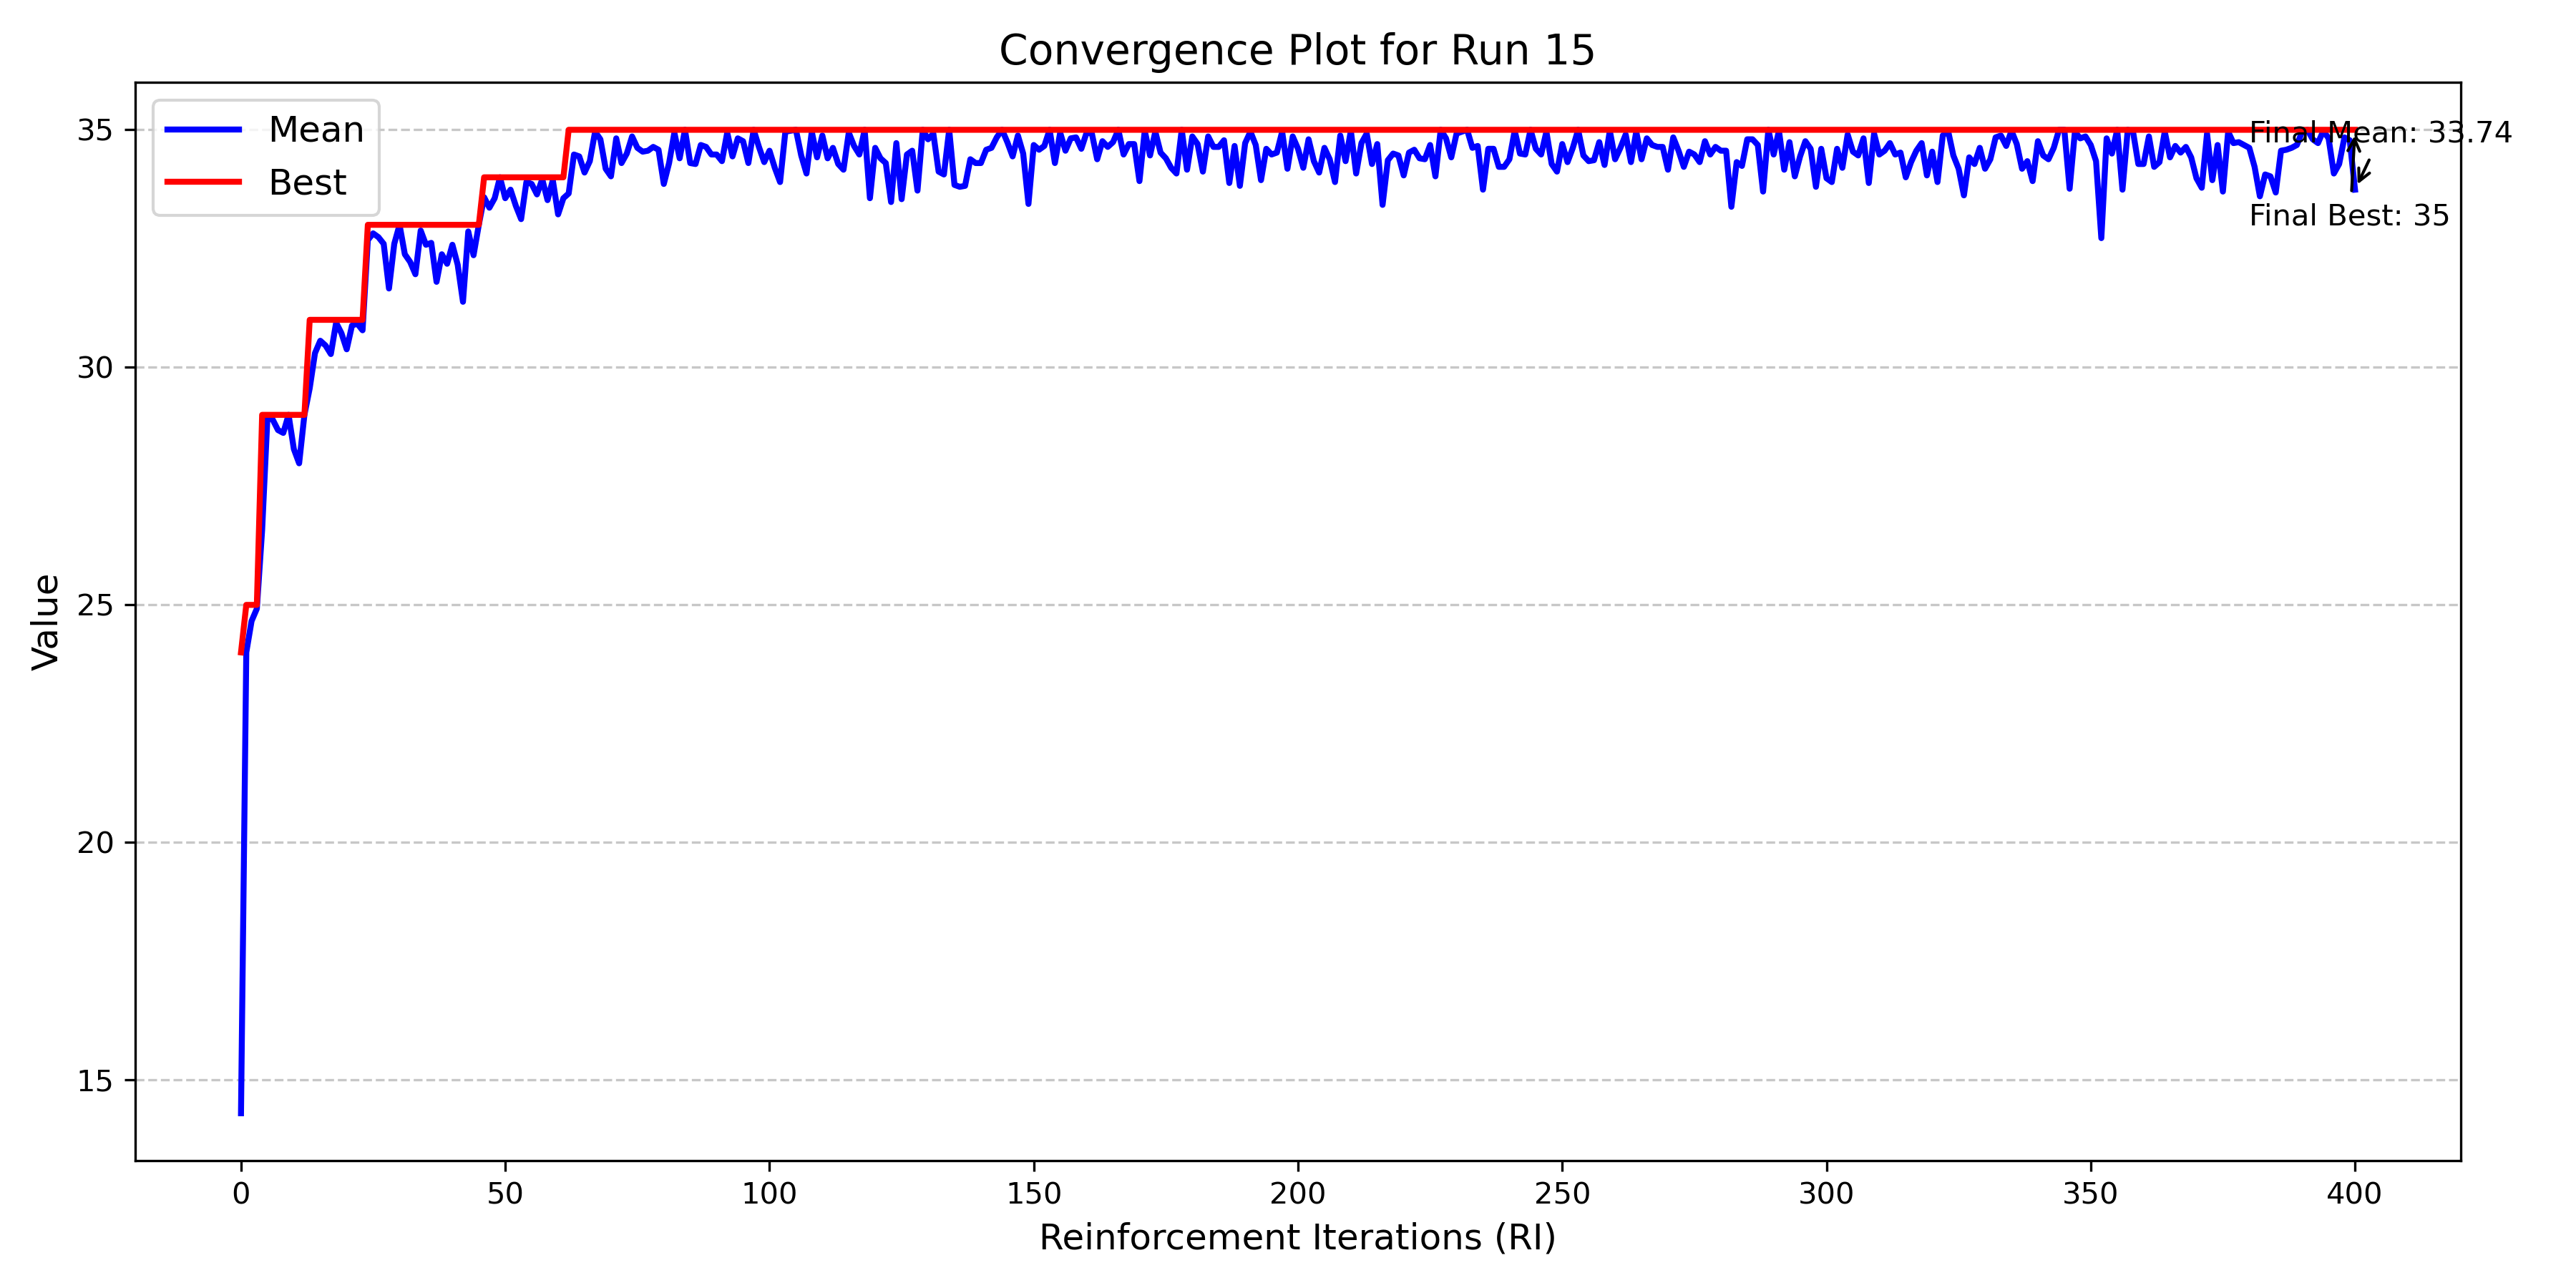 Convergence Plot for Run 15
Mean
Best
Final Mean: 33.74
Final Best: 35
35
30
25
20
15
Value
0 50 100 150 200 250 300 350 400
Reinforcement Iterations (RI)